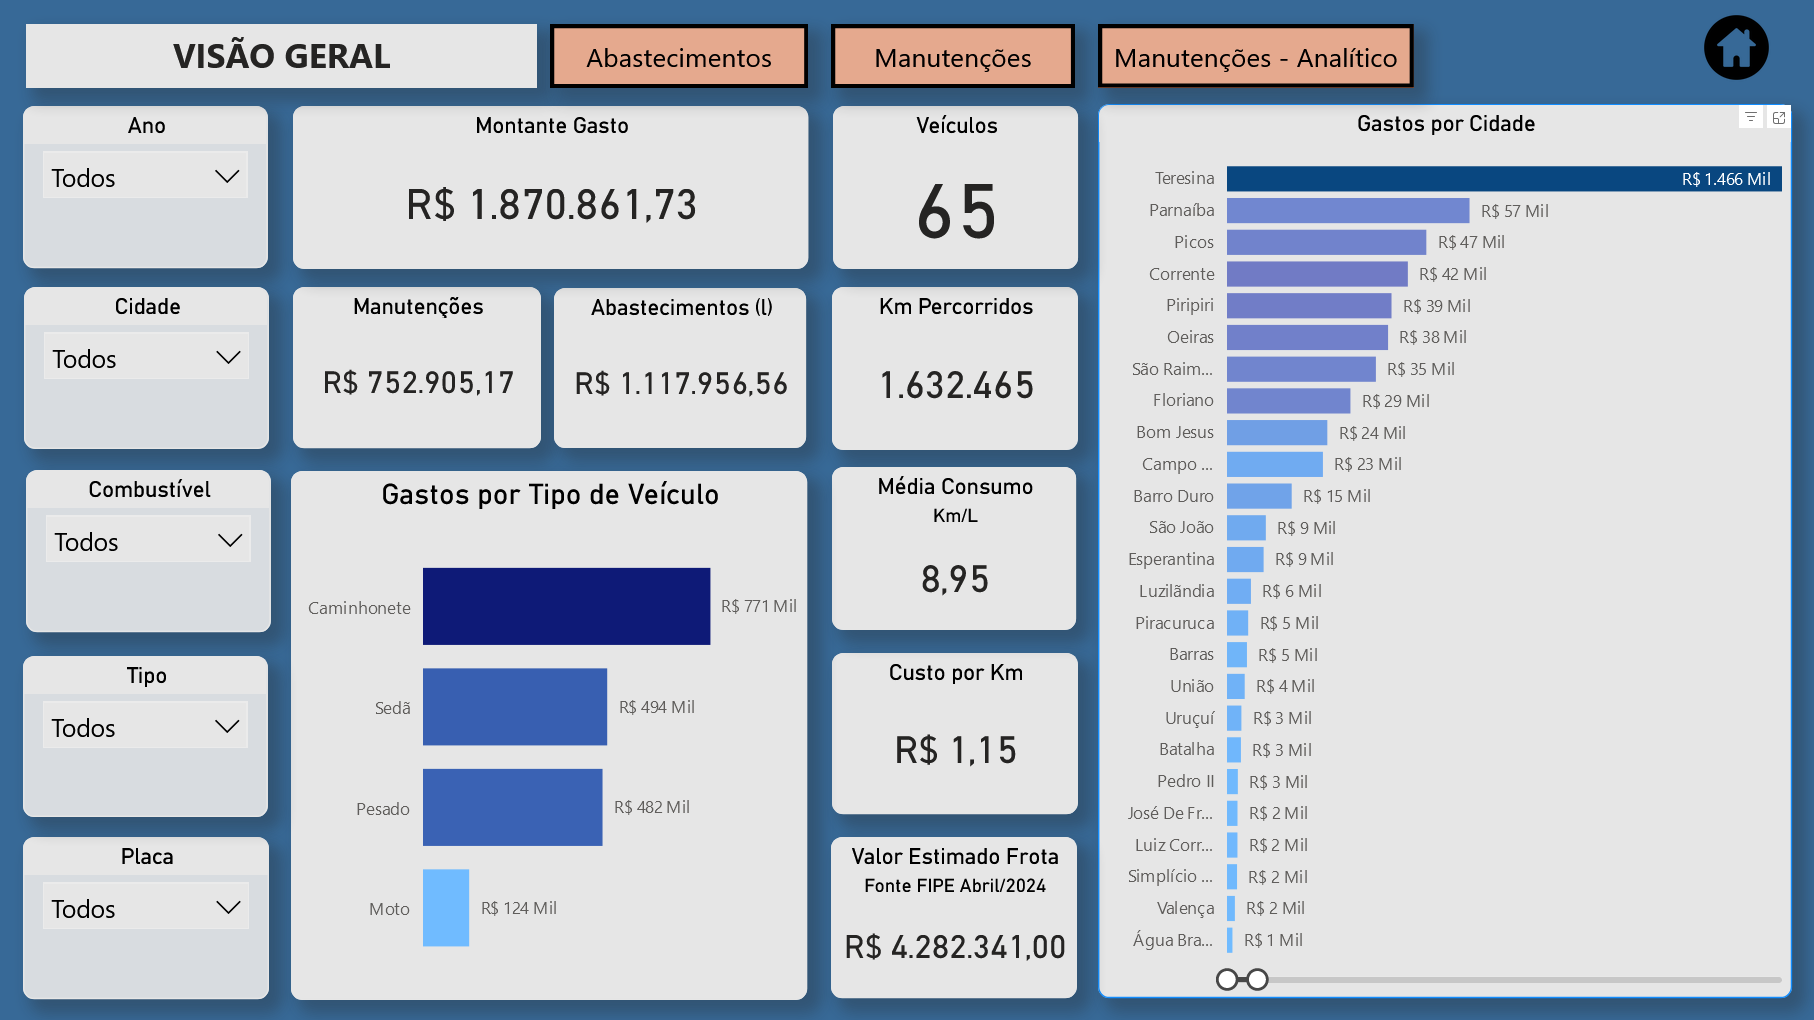 VISÃO GERAL
Abastecimentos
Manutenções
Manutenções - Analítico
Ano
Todos
Cidade
Todos
Combustível
Todos
Tipo
Todos
Placa
Todos
Montante Gasto
R$ 1.870.861,73
Veículos
65
Manutenções
R$ 752.905,17
Abastecimentos (l)
R$ 1.117.956,56
Km Percorridos
1.632.465
Gastos por Tipo de Veículo
Caminhonete R$ 771 Mil
Sedã R$ 494 Mil
Pesado R$ 482 Mil
Moto R$ 124 Mil
Média Consumo
Km/L
8,95
Custo por Km
R$ 1,15
Valor Estimado Frota
Fonte FIPE Abril/2024
R$ 4.282.341,00
Gastos por Cidade
Teresina R$ 1.466 Mil
Parnaíba R$ 57 Mil
Picos R$ 47 Mil
Corrente R$ 42 Mil
Piripiri R$ 39 Mil
Oeiras R$ 38 Mil
São Raim... R$ 35 Mil
Floriano R$ 29 Mil
Bom Jesus R$ 24 Mil
Campo ... R$ 23 Mil
Barro Duro R$ 15 Mil
São João R$ 9 Mil
Esperantina R$ 9 Mil
Luzilândia R$ 6 Mil
Piracuruca R$ 5 Mil
Barras R$ 5 Mil
União R$ 4 Mil
Uruçuí R$ 3 Mil
Batalha R$ 3 Mil
Pedro II R$ 3 Mil
José De Fr... R$ 2 Mil
Luiz Corr... R$ 2 Mil
Simplício ... R$ 2 Mil
Valença R$ 2 Mil
Água Bra... R$ 1 Mil